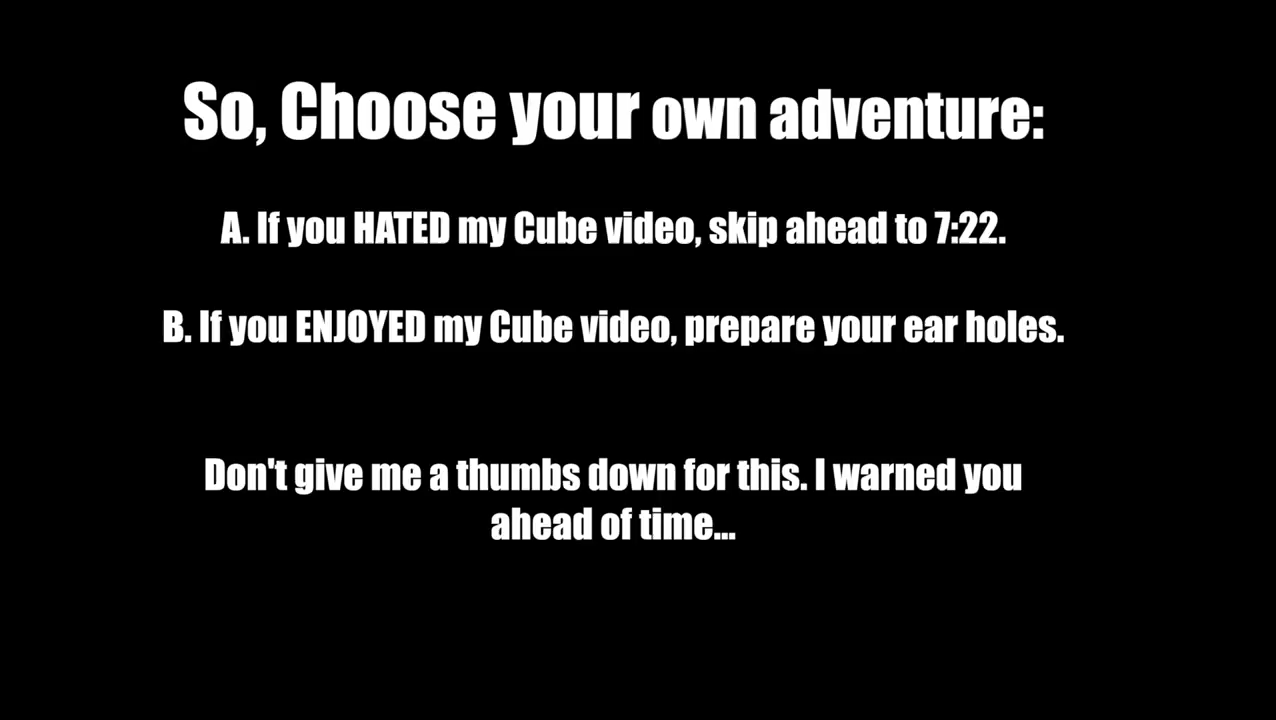 So, Choose your own adventure:
A. If you HATED my Cube video, skip ahead to 7:22.
B. If you ENJOYED my Cube video, prepare your ear holes.
Don't give me a thumbs down for this. I warned you
ahead of time...